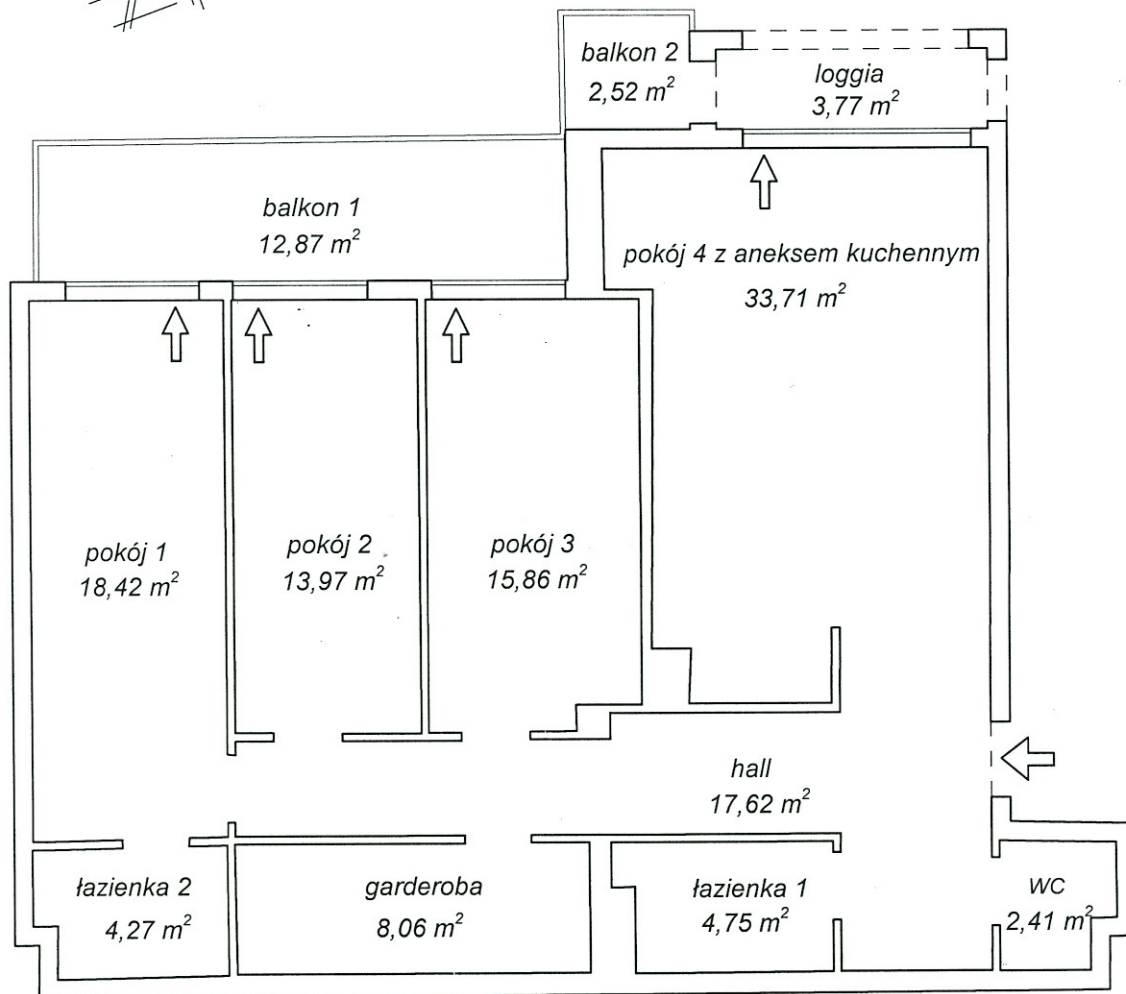 balkon 2
2,52 m²
loggia
3,77 m²
balkon 1
12,87 m²
pokój 4 z aneksem kuchennym
33,71 m²
pokój 1
18,42 m²
pokój 2
13,97 m²
pokój 3
15,86 m²
hall
17,62 m²
łazienka 2
4,27 m²
garderoba
8,06 m²
łazienka 1
4,75 m²
WC
2,41 m²